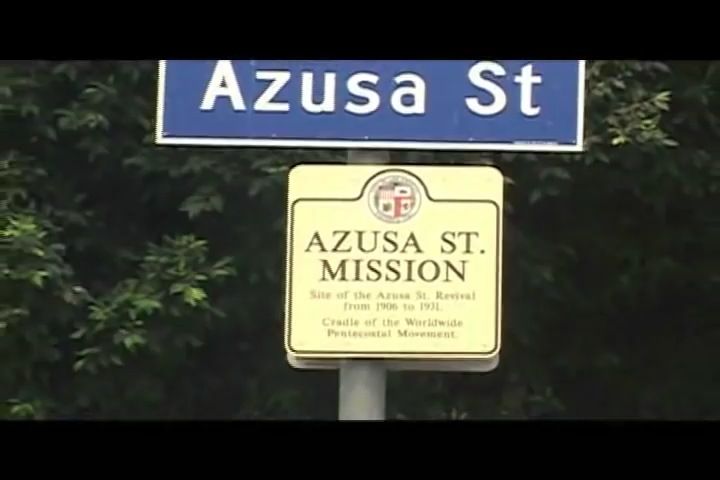 Azusa St
AZUSA ST.
MISSION
Site of the Azusa St. Revival
from 1906 to 1931.
Cradle of the Worldwide
Pentecostal Movement.